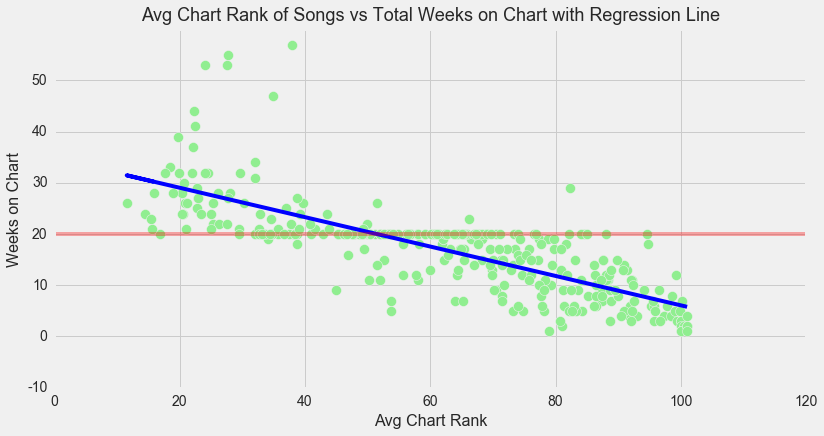 Avg Chart Rank of Songs vs Total Weeks on Chart with Regression Line
Weeks on Chart
50
40
30
20
10
0
-10
0 20 40 60 80 100 120
Avg Chart Rank